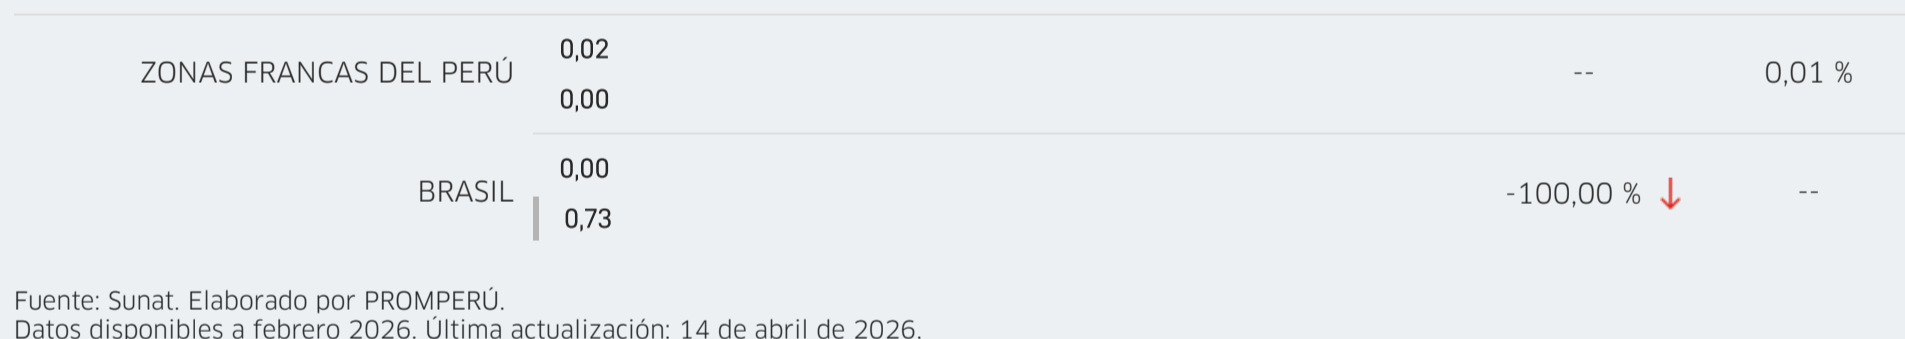 ZONAS FRANCAS DEL PERÚ
0,02
0,00
--
0,01 %
BRASIL
0,00
0,73
-100,00 %
--
Fuente: Sunat. Elaborado por PROMPERÚ.
Datos disponibles a febrero 2026. Última actualización: 14 de abril de 2026.